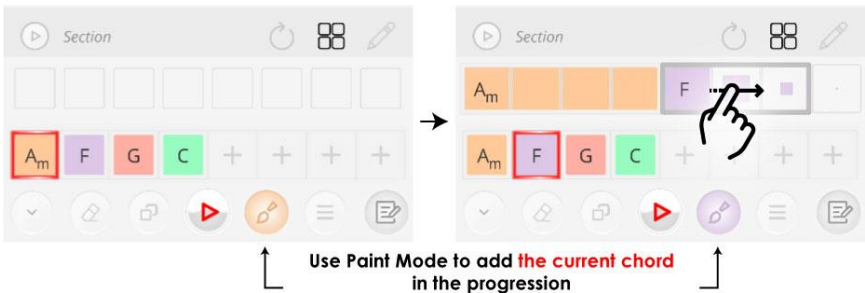 Section
Am F G C + + +
Section
Am F
Am F G C + + +
Use Paint Mode to add the current chord
in the progression